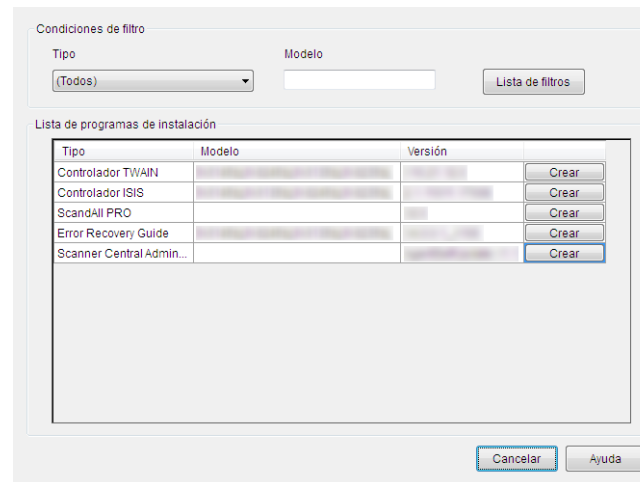 Condiciones de filtro
Tipo Modelo
(Todos) Lista de filtros
Lista de programas de instalación
Tipo Modelo Versión
Controlador TWAIN Crear
Controlador ISIS Crear
ScandAll PRO Crear
Error Recovery Guide Crear
Scanner Central Admin... Crear
Cancelar Ayuda